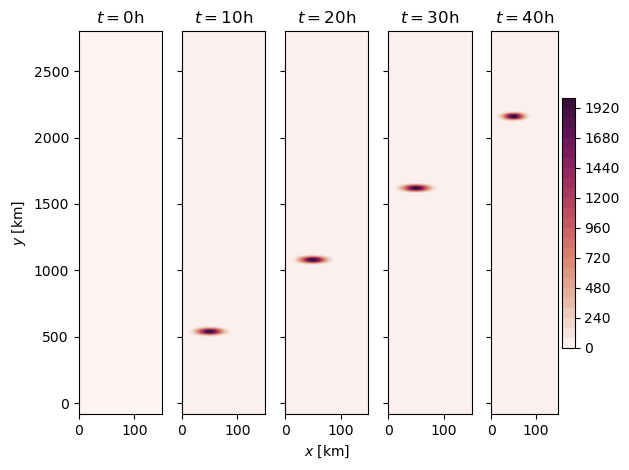 t = 0h
t = 10h
t = 20h
t = 30h
t = 40h
2500
2000
1500
1000
500
0
y [km]
1920
1680
1440
1200
960
720
480
240
0
0 100
0 100
0 100
0 100
0 100
x [km]